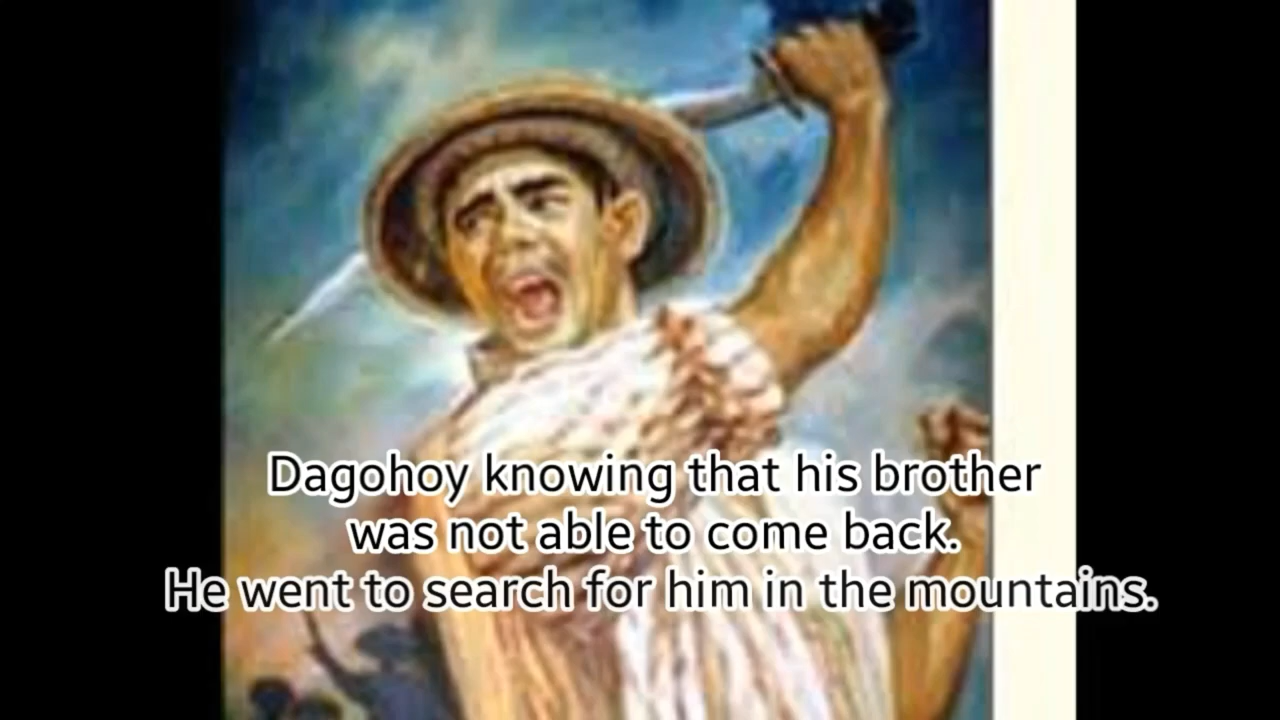 Dagohoy knowing that his brother
was not able to come back.
He went to search for him in the mountains.